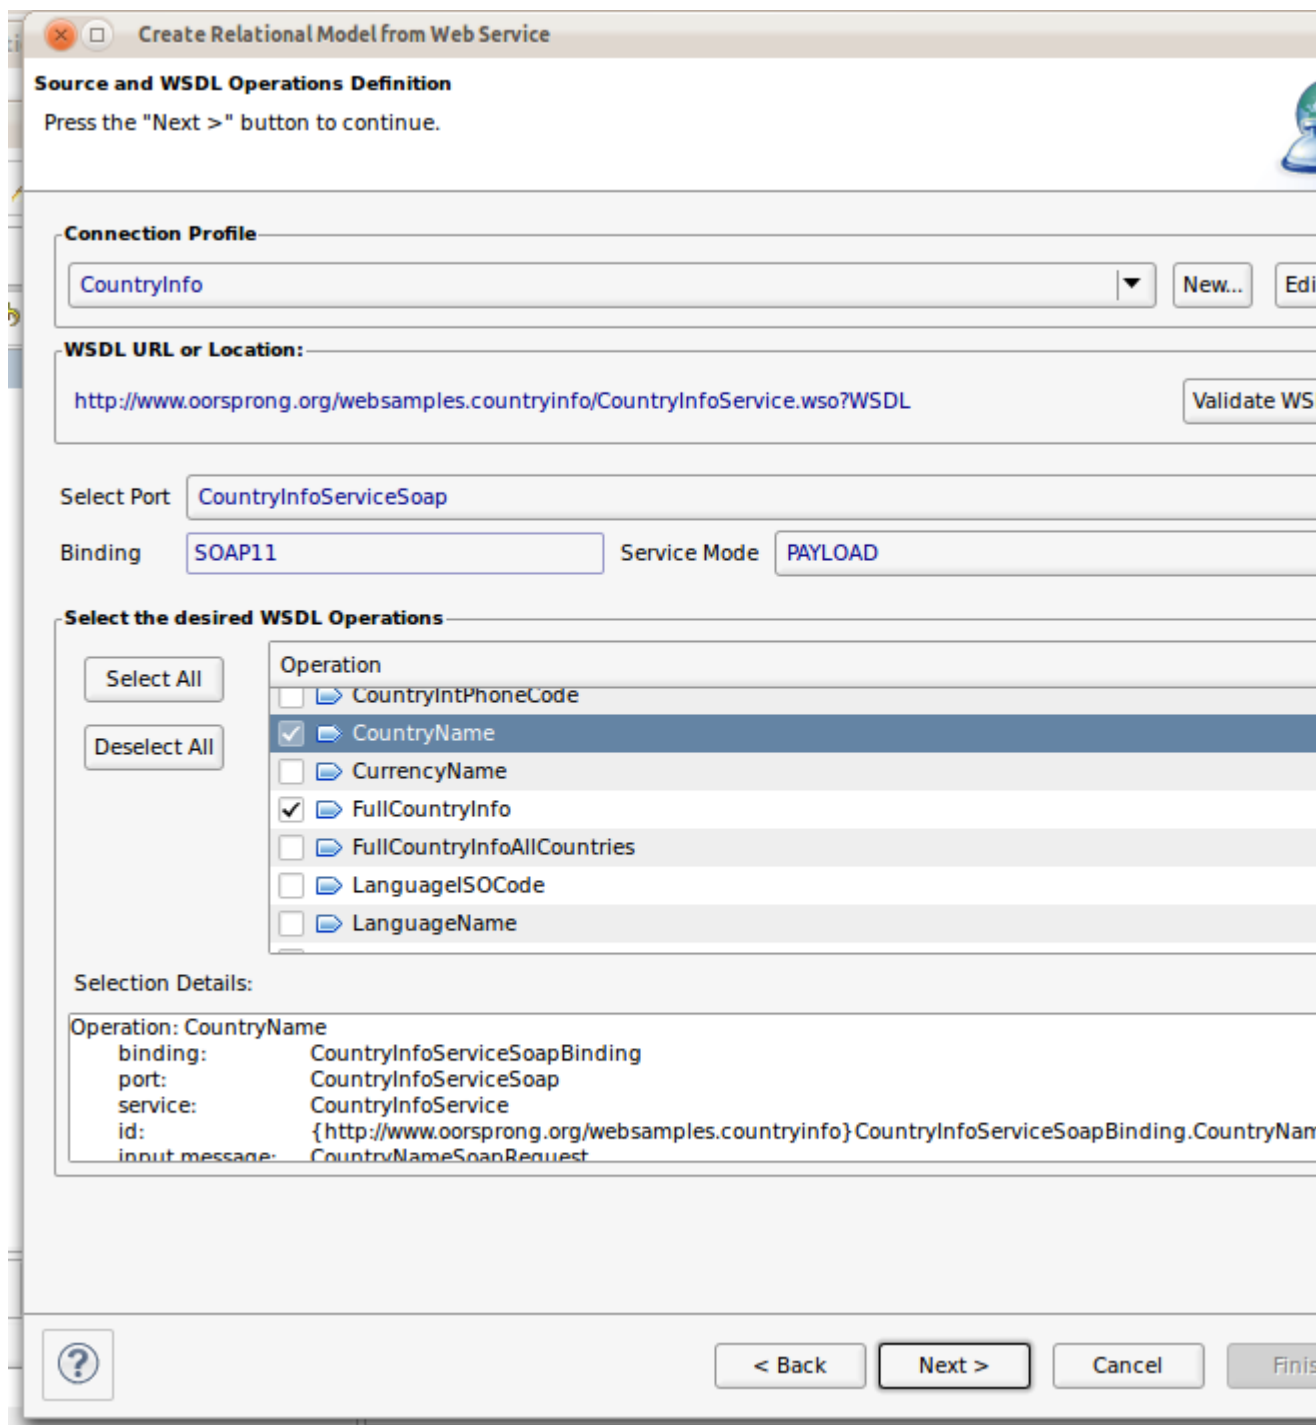 Create Relational Model from Web Service
Source and WSDL Operations Definition
Press the "Next >" button to continue.
Connection Profile
CountryInfo
New...
Edi
WSDL URL or Location:
http://www.oorsprong.org/websamples.countryinfo/CountryInfoService.wso?WSDL
Validate WS
Select Port CountryInfoServiceSoap
Binding SOAP11 Service Mode PAYLOAD
Select the desired WSDL Operations
Select All
Deselect All
Operation
CountryIntPhoneCode
CountryName
CurrencyName
FullCountryInfo
FullCountryInfoAllCountries
LanguageISOCode
LanguageName
Selection Details:
Operation: CountryName
binding: CountryInfoServiceSoapBinding
port: CountryInfoServiceSoap
service: CountryInfoService
id: {http://www.oorsprong.org/websamples.countryinfo}CountryInfoServiceSoapBinding.CountryNam
input message: CountryNameSoapRequest
< Back Next > Cancel Finis